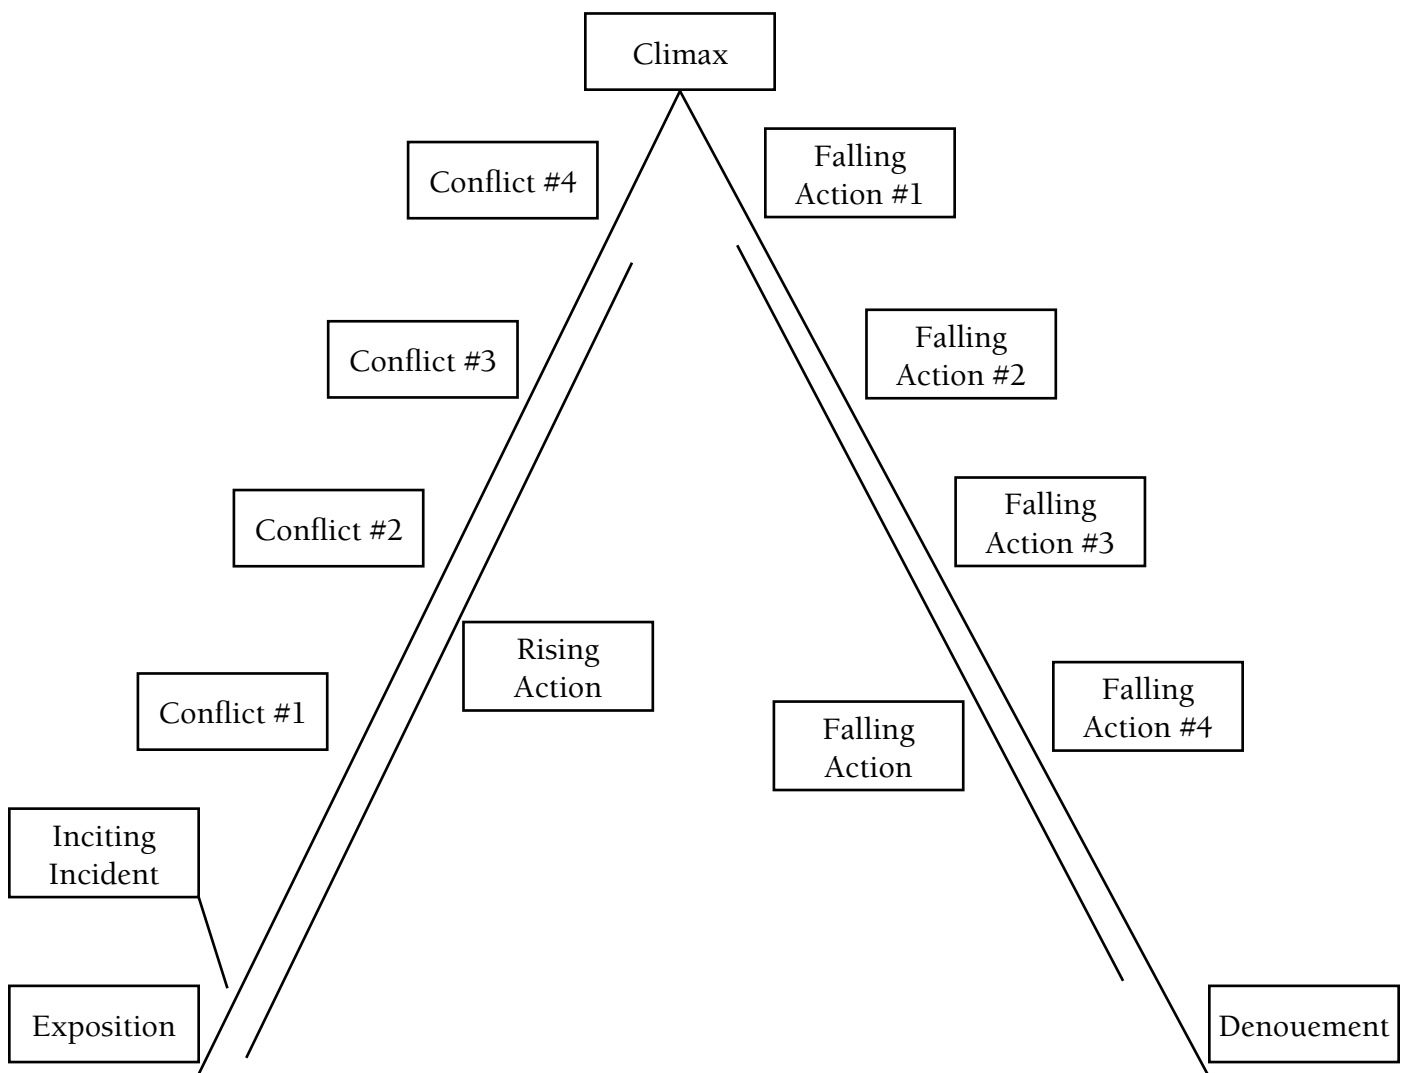 Climax
Conflict #4
Falling
Action #1
Conflict #3
Falling
Action #2
Conflict #2
Falling
Action #3
Conflict #1
Rising
Action
Falling
Action
Falling
Action #4
Inciting
Incident
Exposition
Denouement